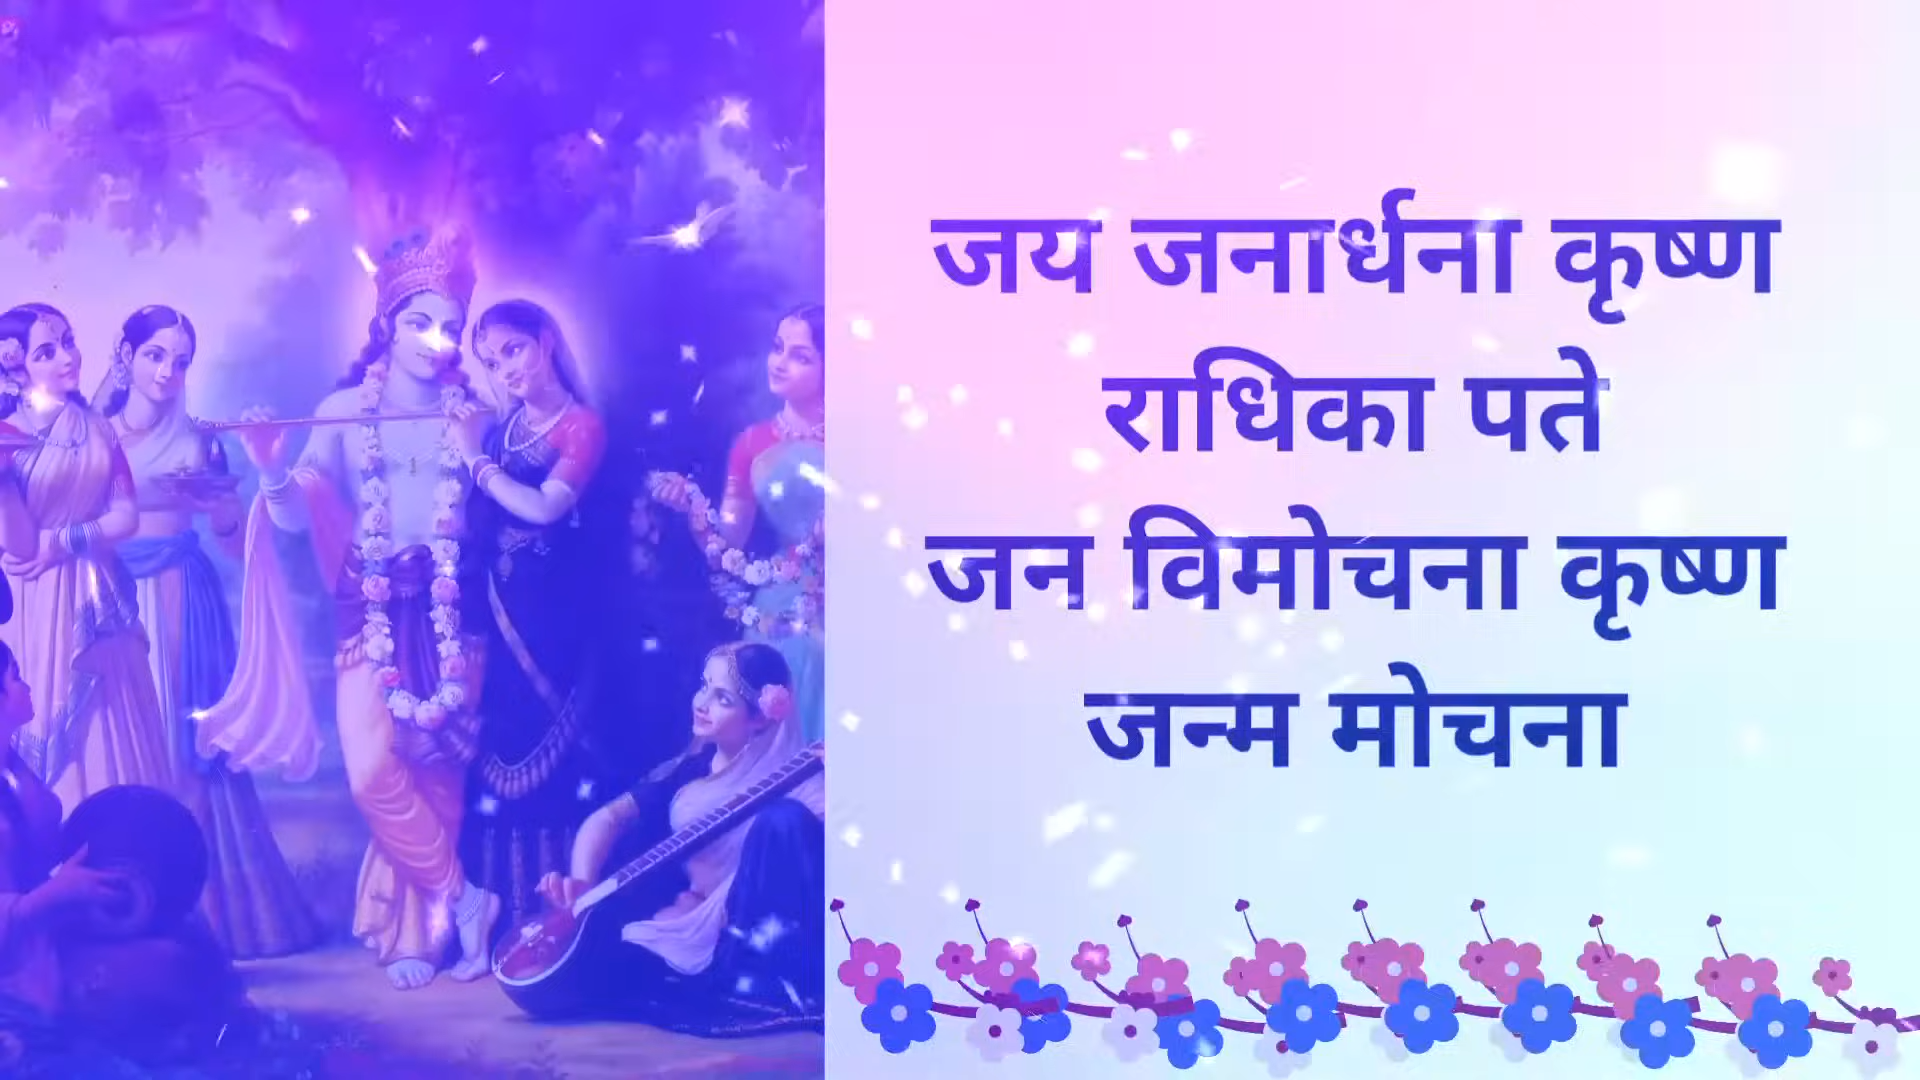 जय जनार्धना कृष्ण
राधिका पते
जन विमोचना कृष्ण
जन्म मोचना